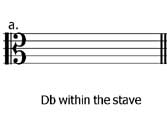 a.
Db within the stave